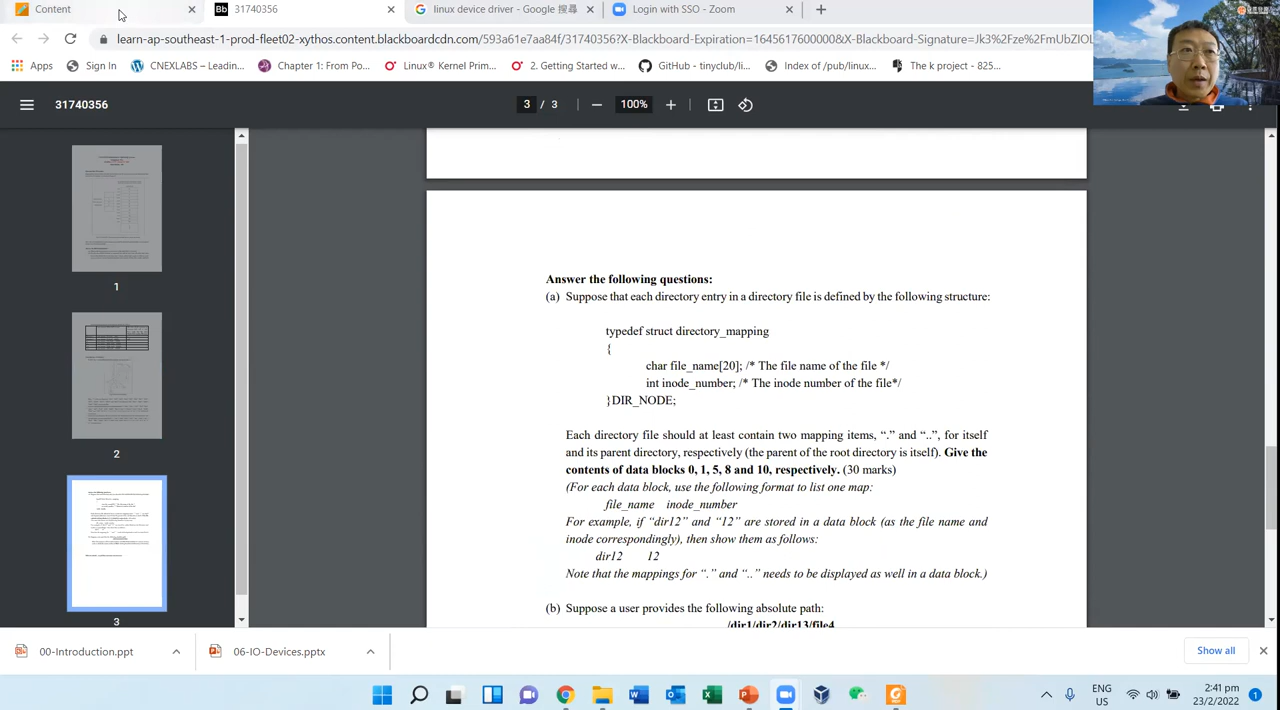 Content
Bb 31740356
linux device driver - Google 搜尋
Login with SSO - Zoom
learn-ap-southeast-1-prod-fleet02-xythos.content.blackboardcdn.com/593a61e7aa84f/31740356?X-Blackboard-Expiration=1645617600000&X-Blackboard-Signature=Jk3%2Fze%2FmUbZIOL
Apps
Sign In
CNEXLABS – Leadin...
Chapter 1: From Po...
Linux® Kernel Prim...
2. Getting Started w...
GitHub - tinyclub/li...
Index of /pub/linux...
The k project - 825...
31740356
3 / 3
100%
1
2
3
Answer the following questions:
(a) Suppose that each directory entry in a directory file is defined by the following structure:
typedef struct directory_mapping
{
char file_name[20]; /* The file name of the file */
int inode_number; /* The inode number of the file*/
}DIR_NODE;
Each directory file should at least contain two mapping items, “.” and “..”, for itself
and its parent directory, respectively (the parent of the root directory is itself). Give the
contents of data blocks 0, 1, 5, 8 and 10, respectively. (30 marks)
(For each data block, use the following format to list one map:
file_name inode_number
For example, if “dir12” and “12” are stored in a data block (as the file name and
inode correspondingly), then show them as follows:
dir12 12
Note that the mappings for “.” and “..” needs to be displayed as well in a data block.)
(b) Suppose a user provides the following absolute path:
/dir1/dir2/dir13/file4
00-Introduction.ppt
06-IO-Devices.pptx
Show all
ENG
US
2:41 pm
23/2/2022
1